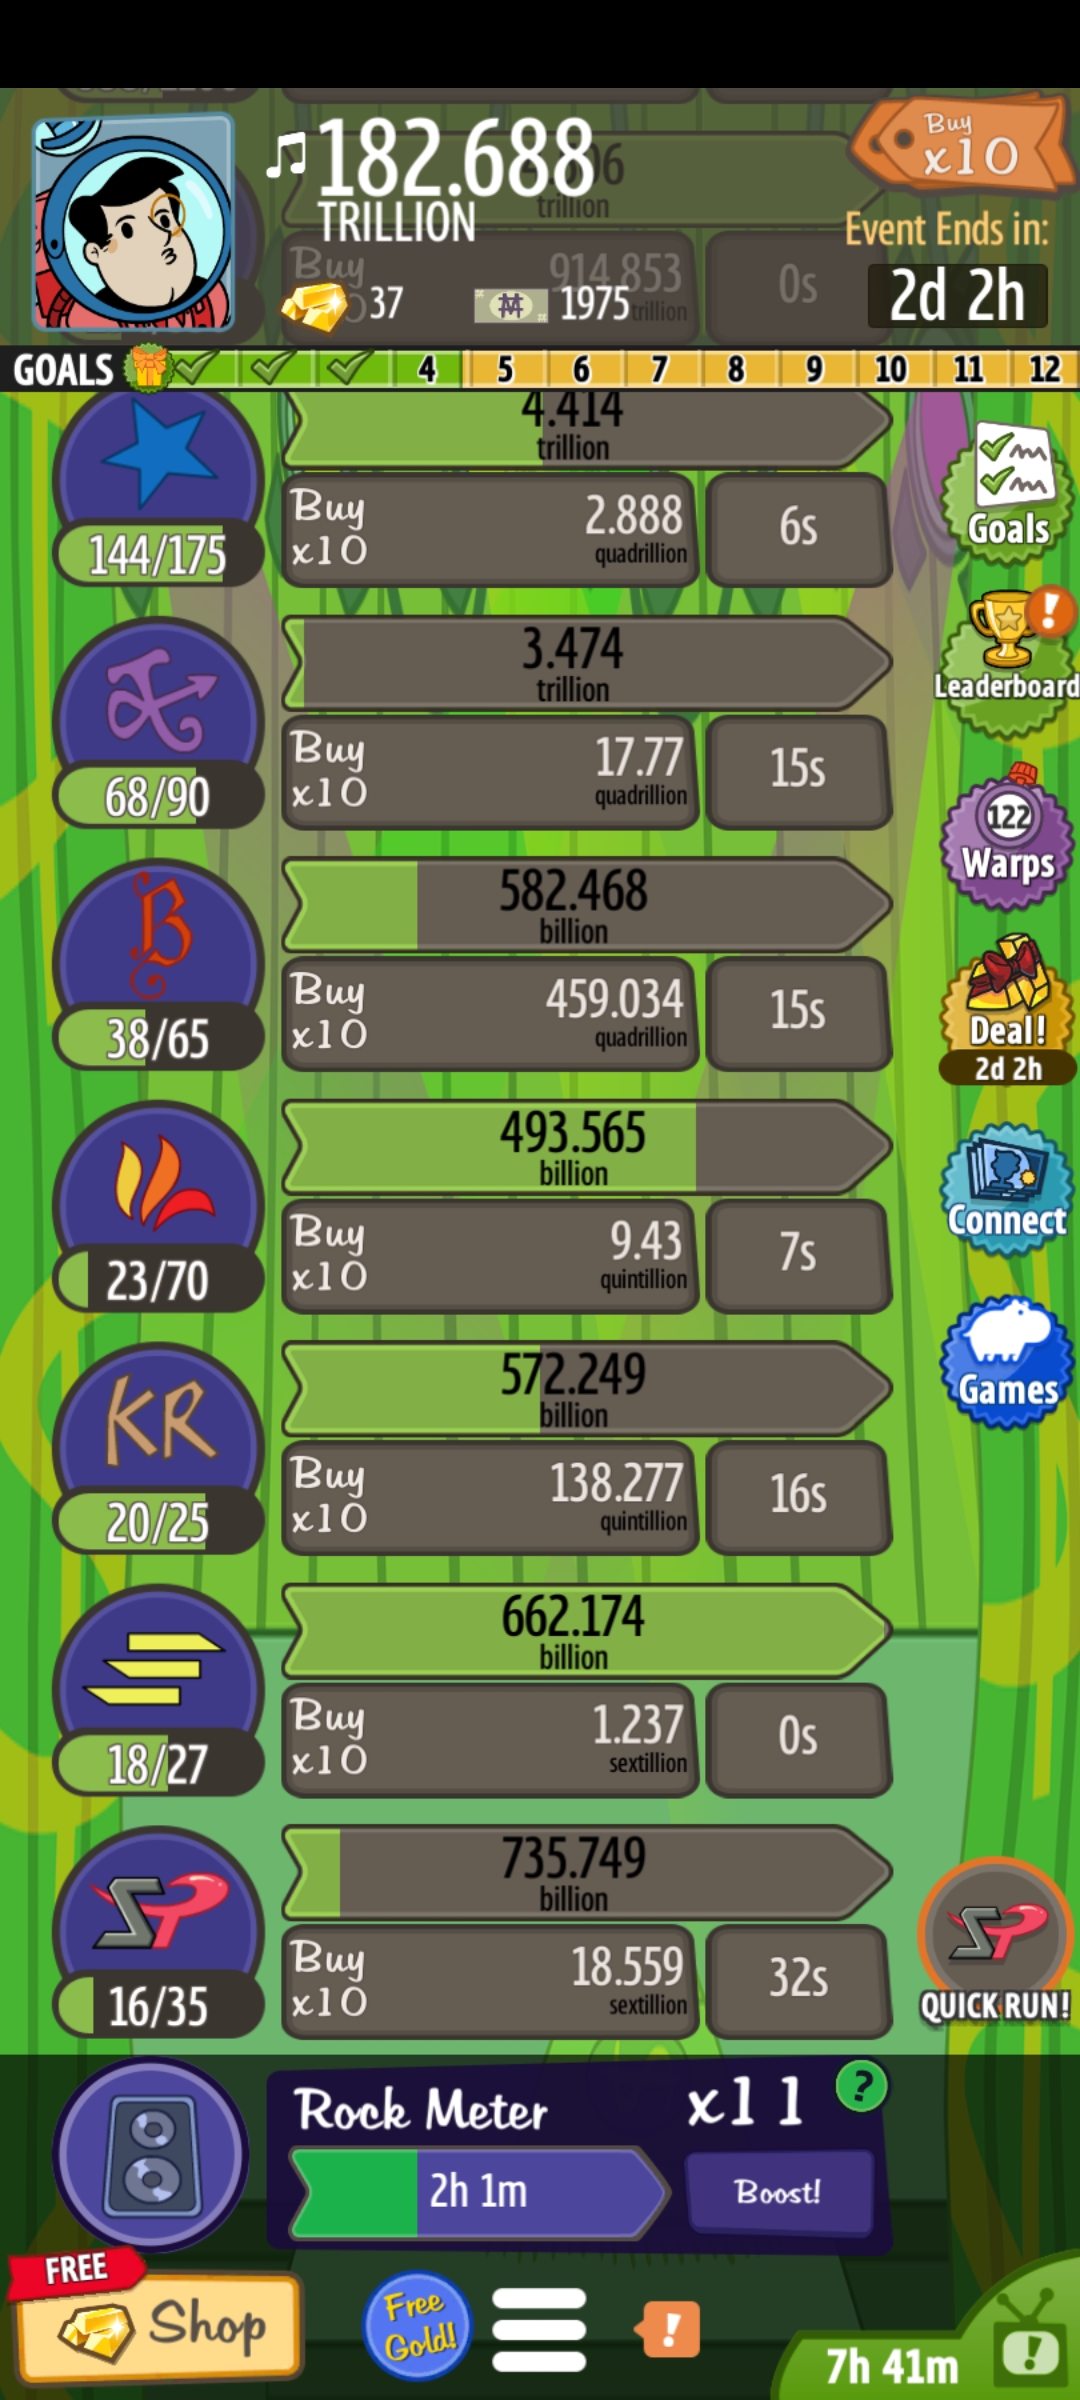 182.688
TRILLION
Buy
x10
Event Ends in:
2d 2h
37
1975
trillion
Buy
914.853
trillion
0s
GOALS
4
5
6
7
8
9
10
11
12
4.414
trillion
144/175
Buy
x10
2.888
quadrillion
6s
Goals
3.474
trillion
68/90
Buy
x10
17.77
quadrillion
15s
Leaderboard
122
Warps
582.468
billion
38/65
Buy
x10
459.034
quadrillion
15s
Deal!
2d 2h
493.565
billion
23/70
Buy
x10
9.43
quintillion
7s
Connect
KR
572.249
billion
20/25
Buy
x10
138.277
quintillion
16s
Games
662.174
billion
18/27
Buy
x10
1.237
sextillion
0s
SP
735.749
billion
16/35
Buy
x10
18.559
sextillion
32s
SP
QUICK RUN!
Rock Meter
x11
?
2h 1m
Boost!
FREE
Shop
Free
Gold!
!
7h 41m
!